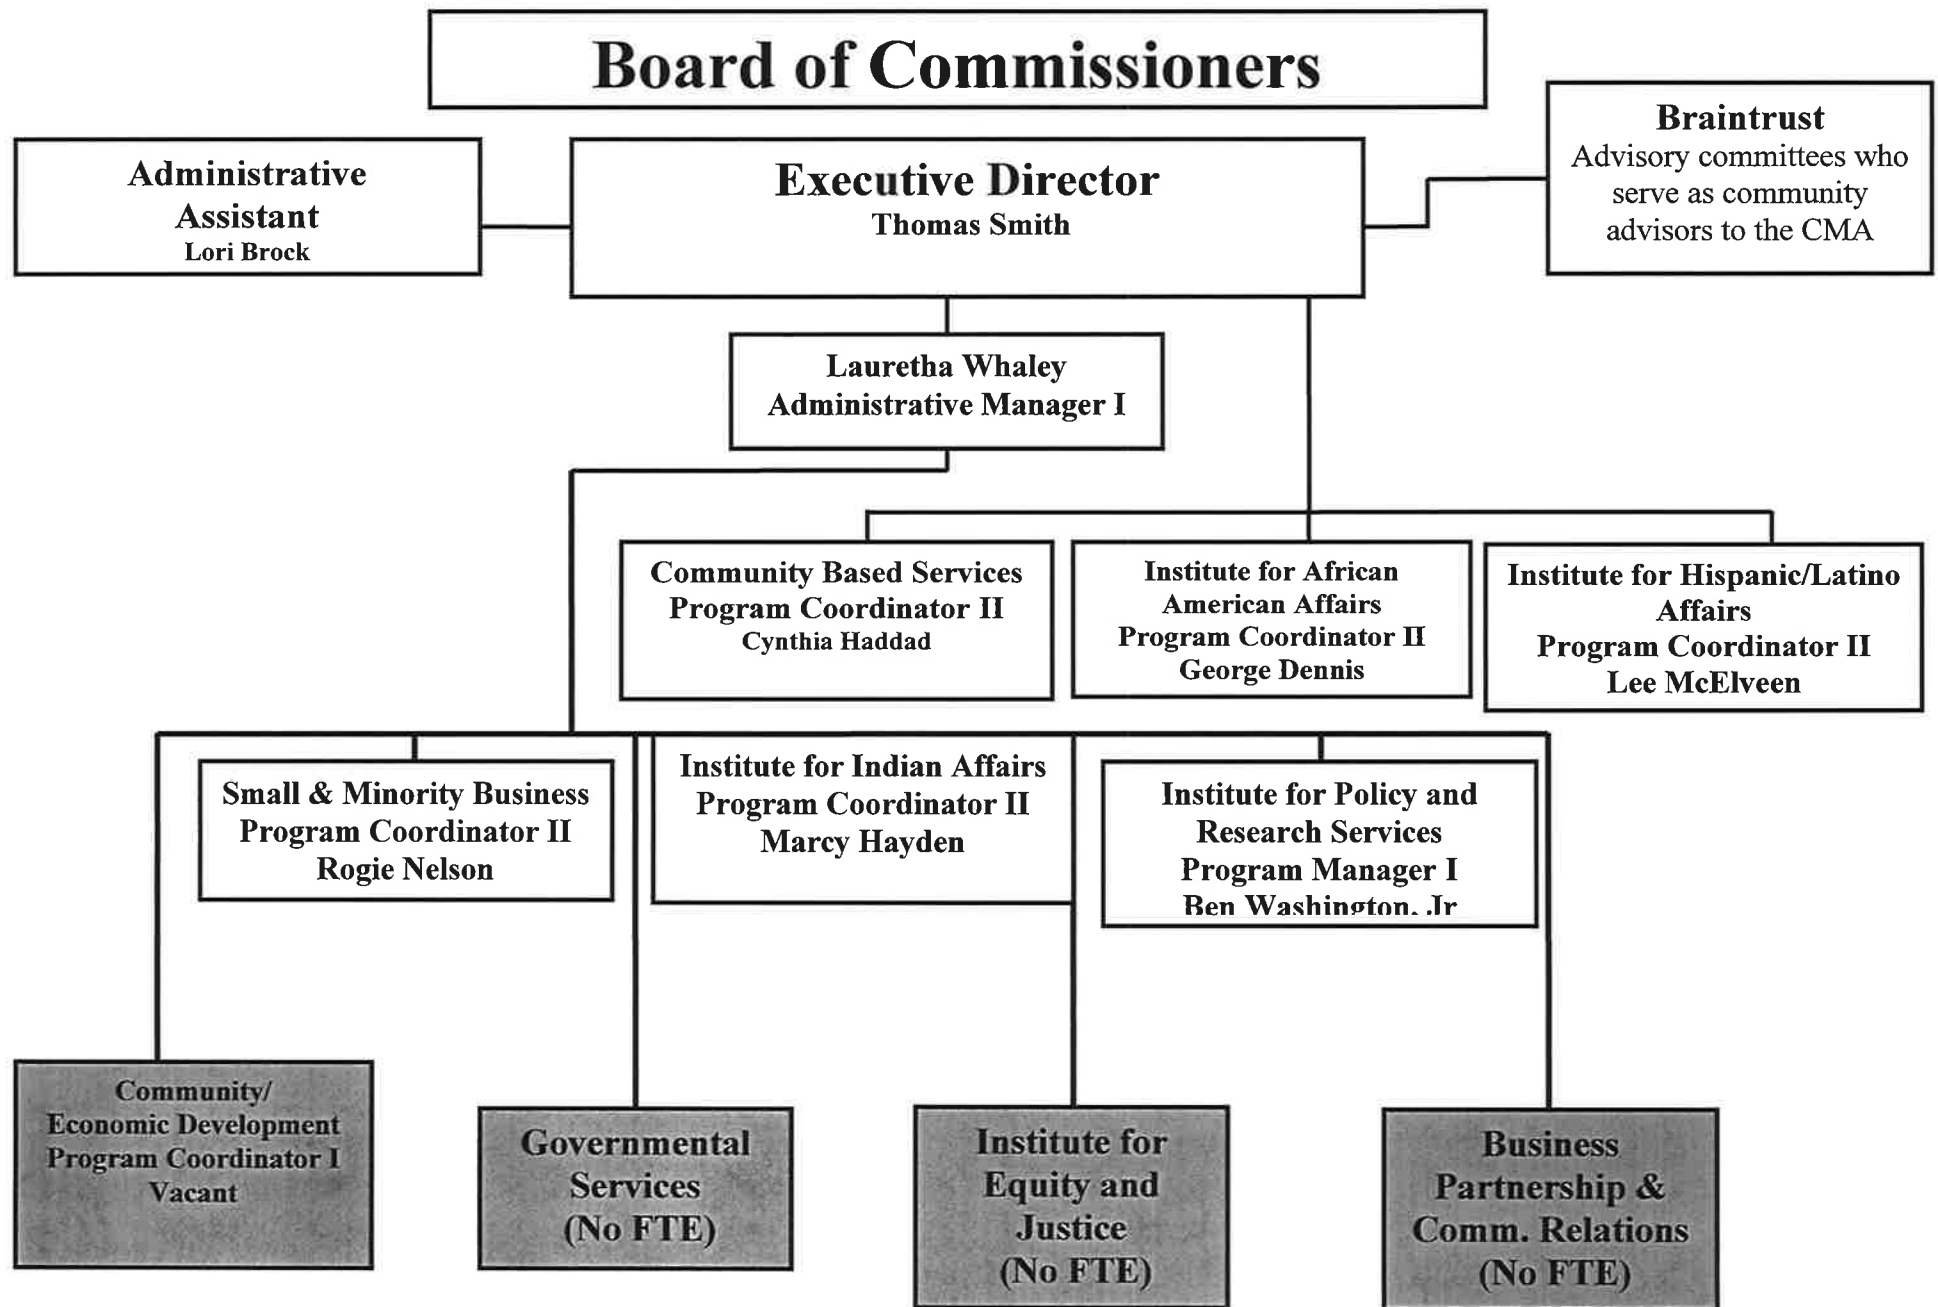 Board of Commissioners
Administrative
Assistant
Lori Brock
Executive Director
Thomas Smith
Braintrust
Advisory committees who
serve as community
advisors to the CMA
Lauretha Whaley
Administrative Manager I
Community Based Services
Program Coordinator II
Cynthia Haddad
Institute for African
American Affairs
Program Coordinator II
George Dennis
Institute for Hispanic/Latino
Affairs
Program Coordinator II
Lee McElveen
Small & Minority Business
Program Coordinator II
Rogie Nelson
Institute for Indian Affairs
Program Coordinator II
Marcy Hayden
Institute for Policy and
Research Services
Program Manager I
Ben Washington, Jr
Community/
Economic Development
Program Coordinator I
Vacant
Governmental
Services
(No FTE)
Institute for
Equity and
Justice
(No FTE)
Business
Partnership &
Comm. Relations
(No FTE)